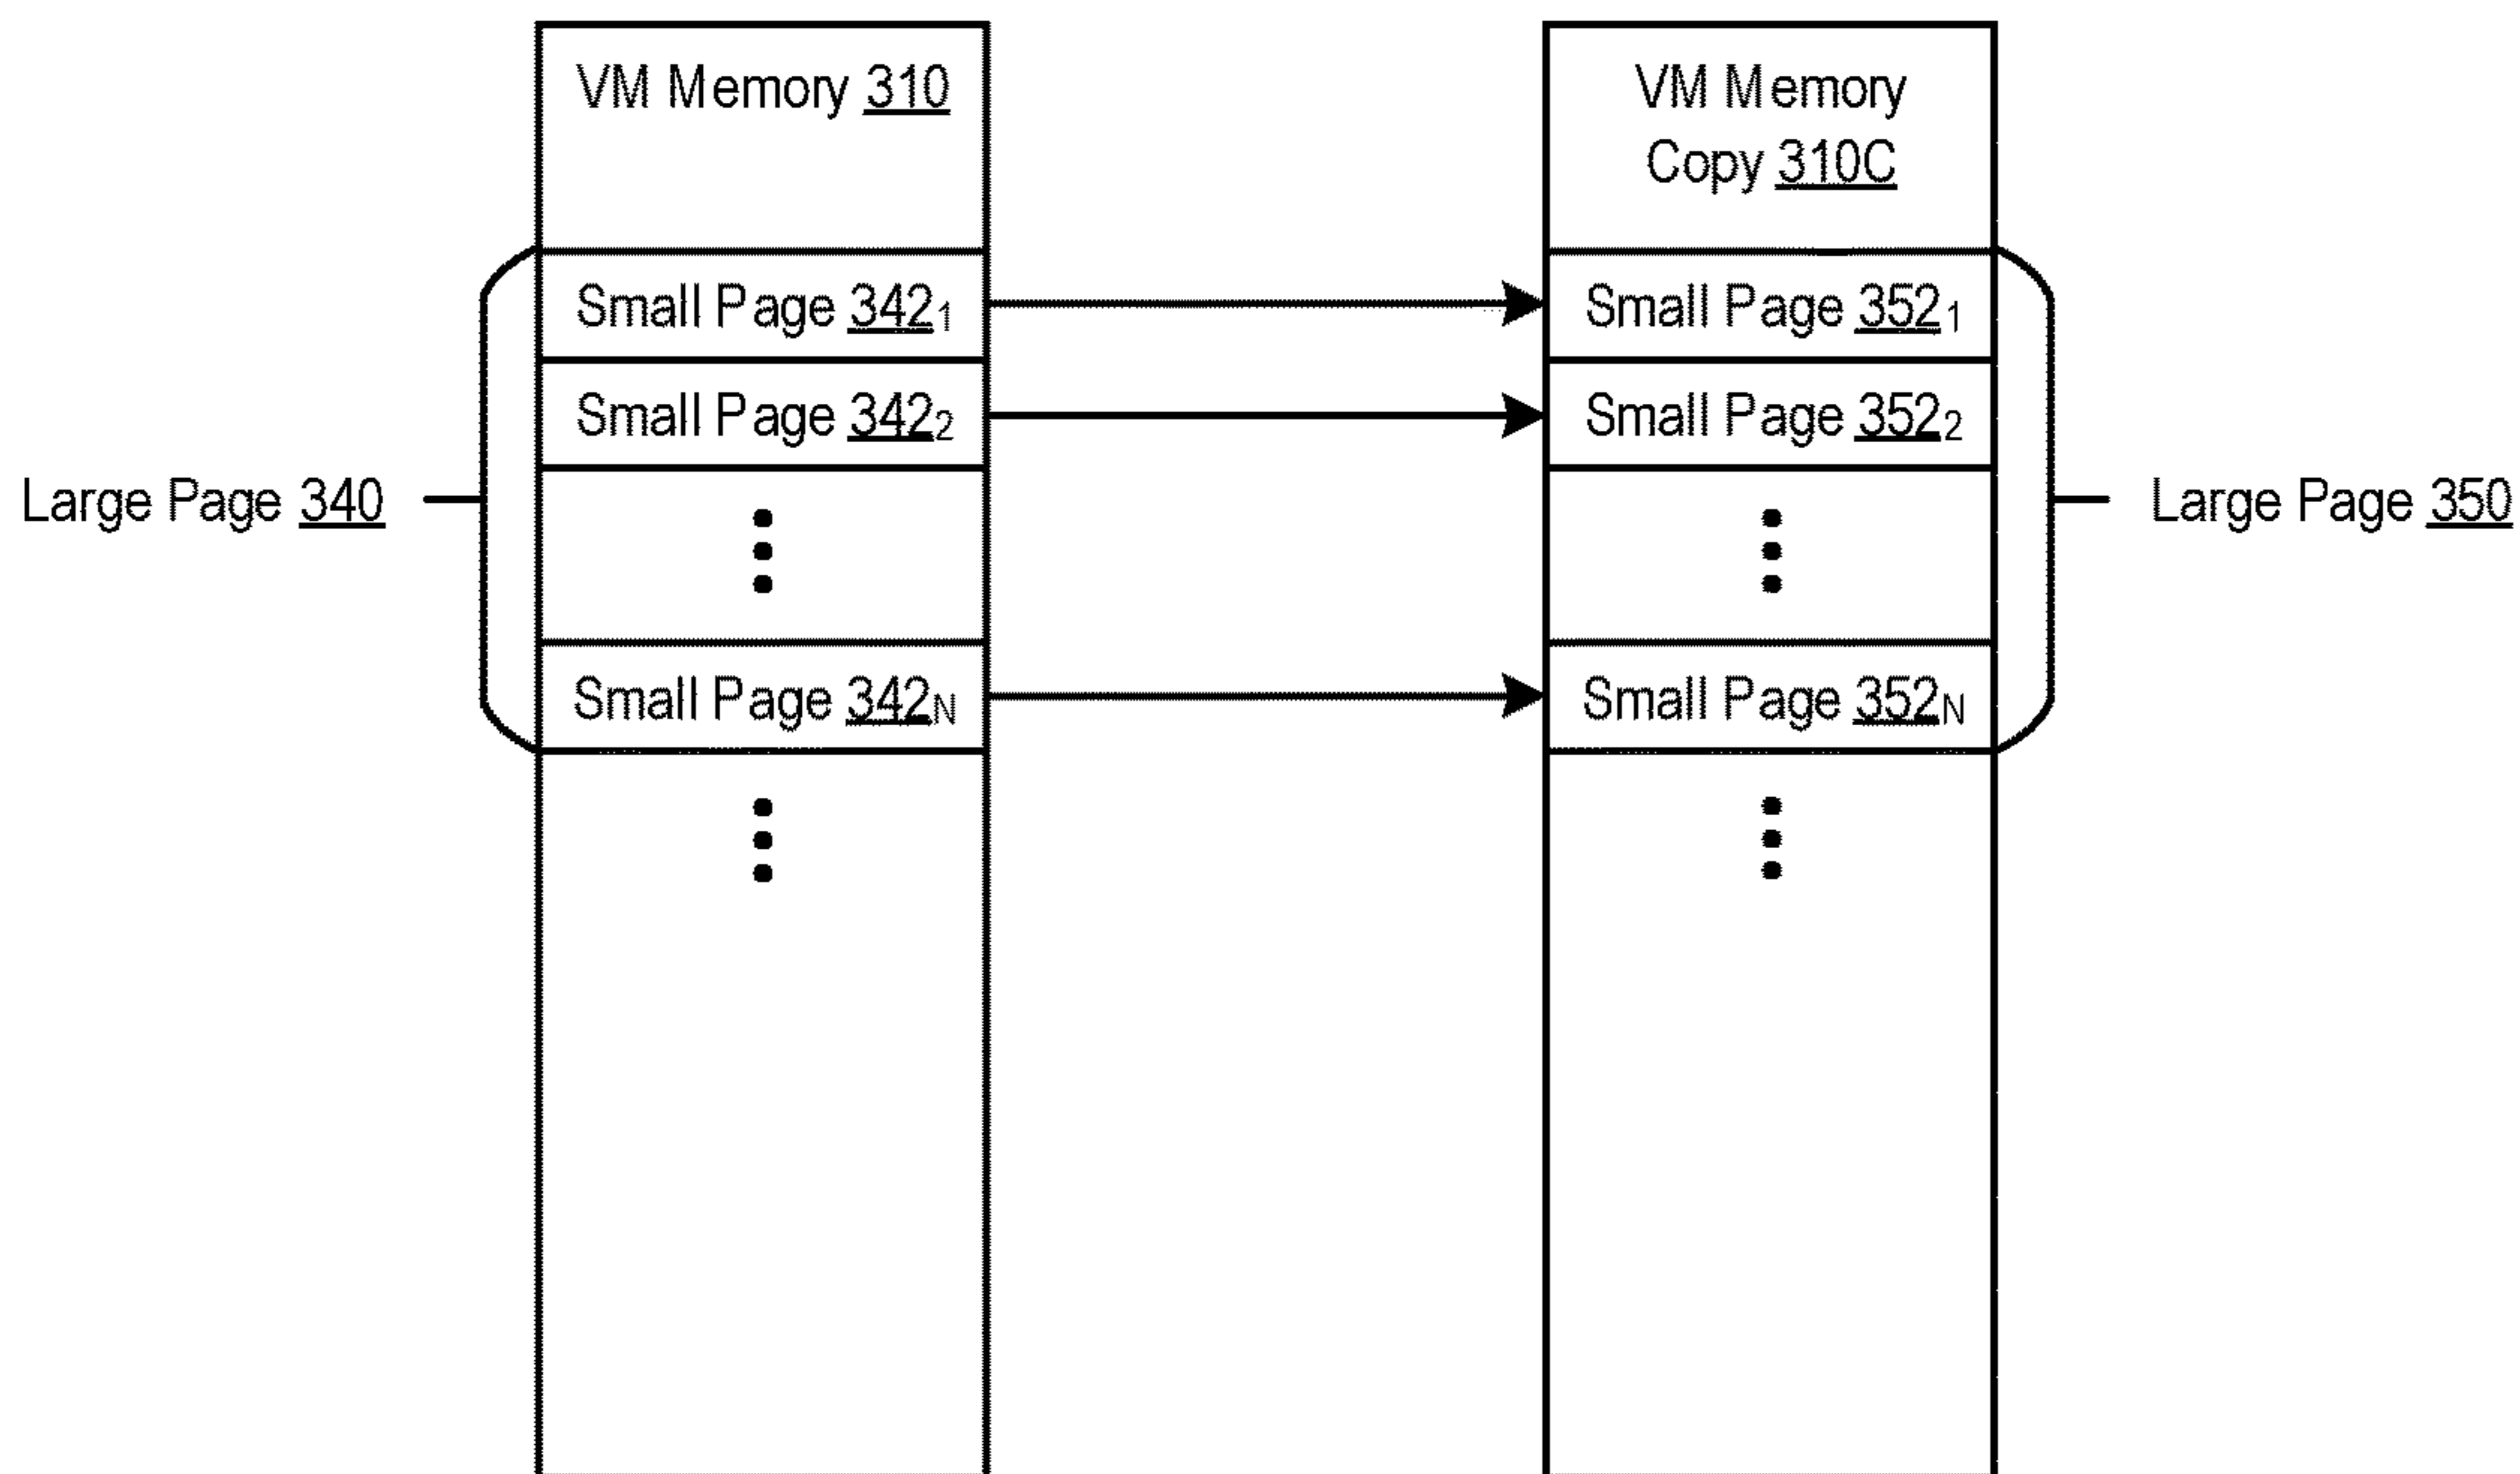 VM Memory 310
VM Memory
Copy 310C
Small Page 342₁
Small Page 352₁
Small Page 342₂
Small Page 352₂
Large Page 340
Large Page 350
Small Page 342N
Small Page 352N